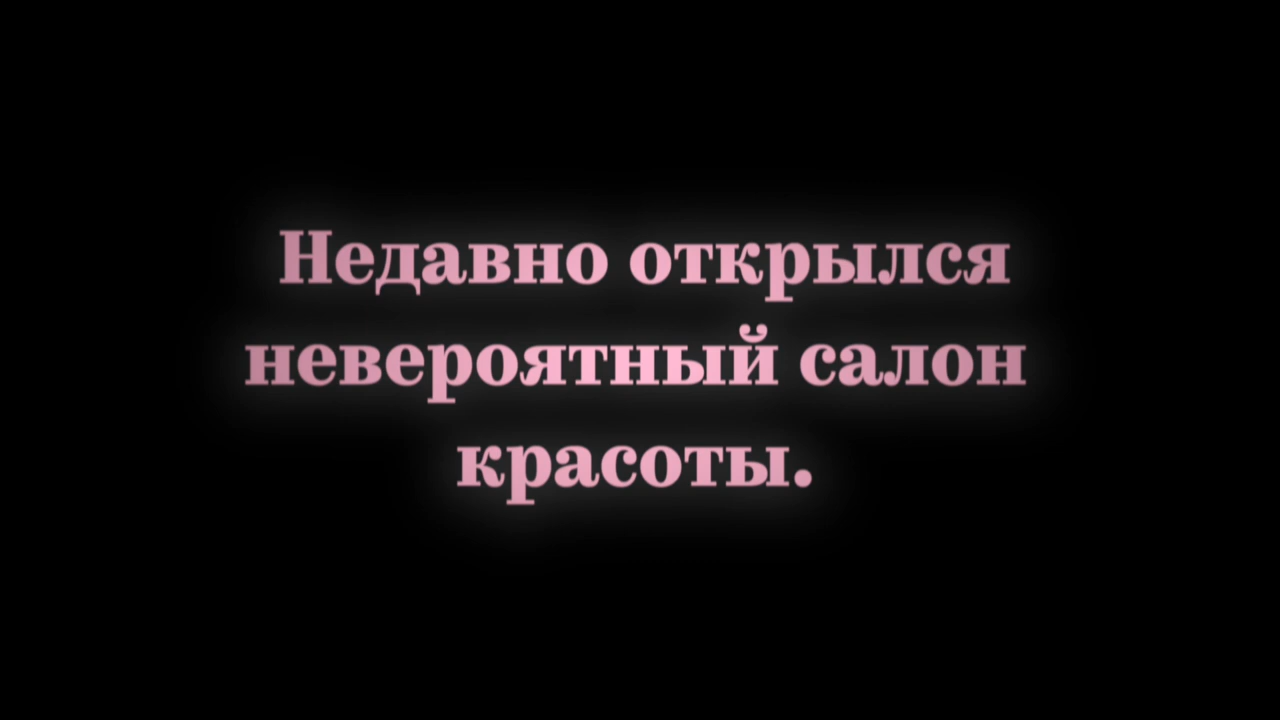 Недавно открылся
невероятный салон
красоты.